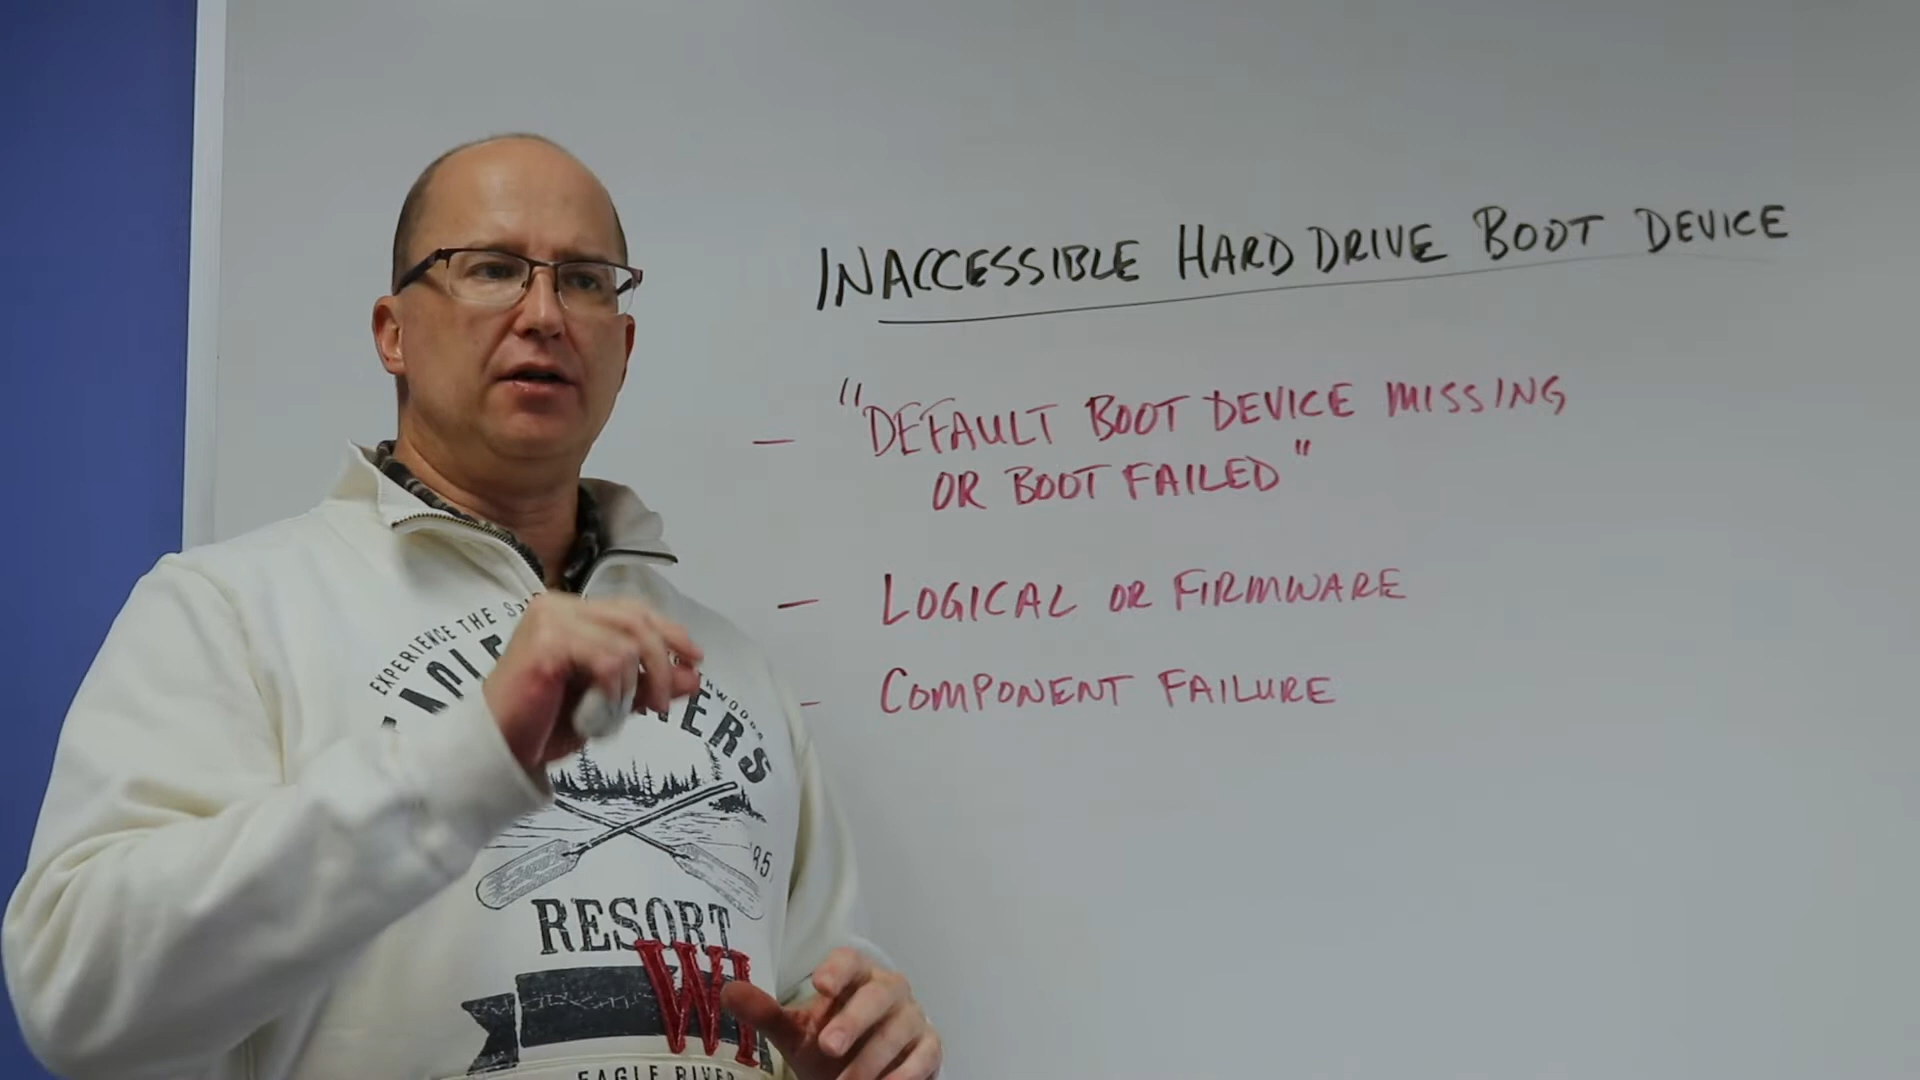 INACCESSIBLE HARD DRIVE BOOT DEVICE
- "DEFAULT BOOT DEVICE MISSING
OR BOOT FAILED"
- LOGICAL OR FIRMWARE
- COMPONENT FAILURE
EXPERIENCE THE
RESORT
WI
EAGLE RIVER